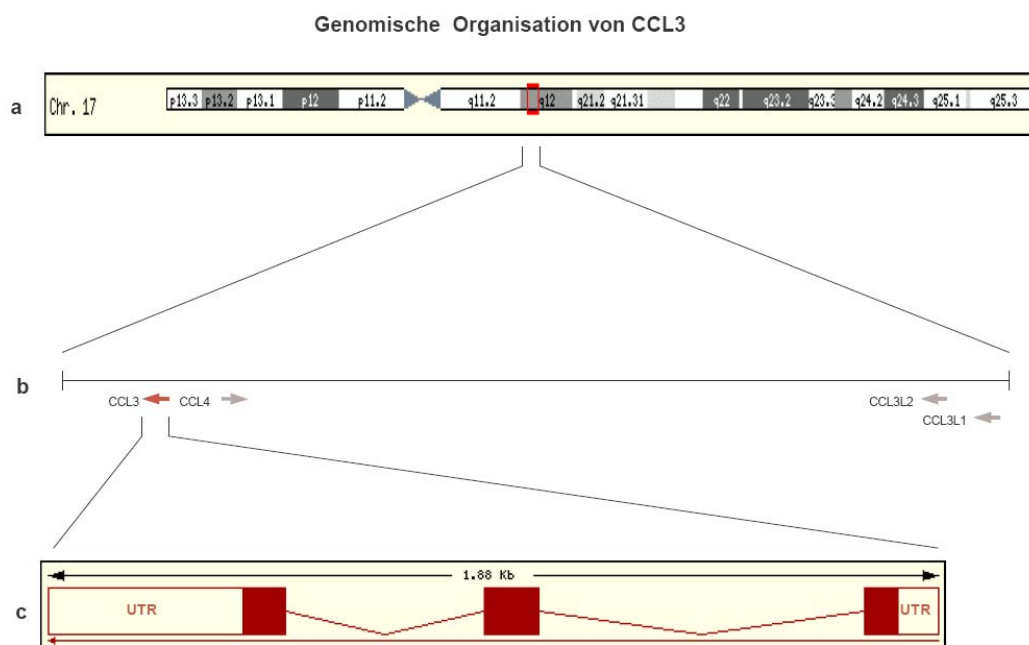 Genomische Organisation von CCL3
a
Chr. 17
p13.3 p13.2 p13.1 p12 p11.2 q11.2 q12 q21.2 q21.31 q22 q23.2 q23.3 q24.2 q24.3 q25.1 q25.3
b
CCL3 CCL4 CCL3L2
CCL3L1
1.88 Kb
c
UTR UTR